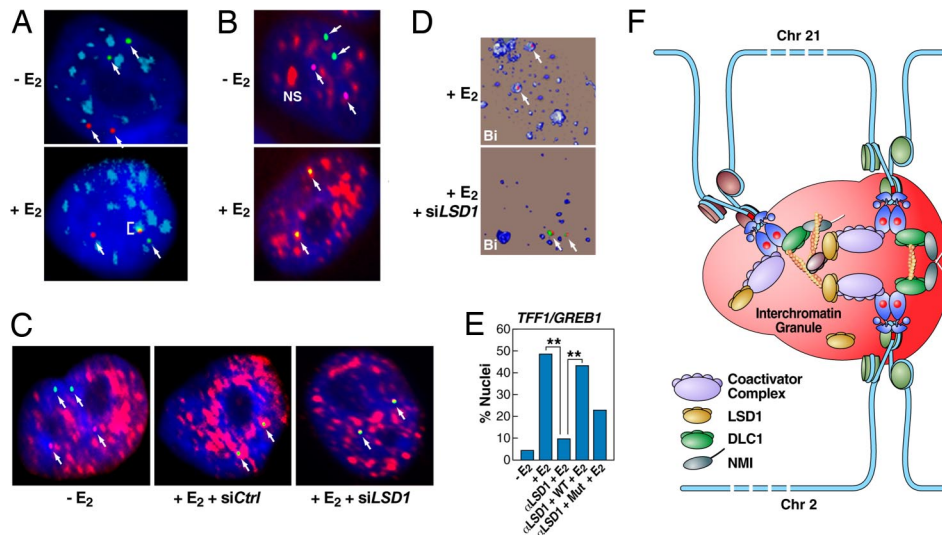 A
- E2
+ E2
B
- E2
NS
+ E2
C
- E2
+ E2 + siCtrl
+ E2 + siLSD1
D
+ E2
Bi
+ E2
+ siLSD1
Bi
E
TFF1/GREB1
% Nuclei
60
50
40
30
20
10
0
**
**
- E2
+ E2
αLSD1 + E2
αLSD1 + WT + E2
αLSD1 + Mut + E2
F
Chr 21
Interchromatin
Granule
Coactivator
Complex
LSD1
DLC1
NMI
Chr 2